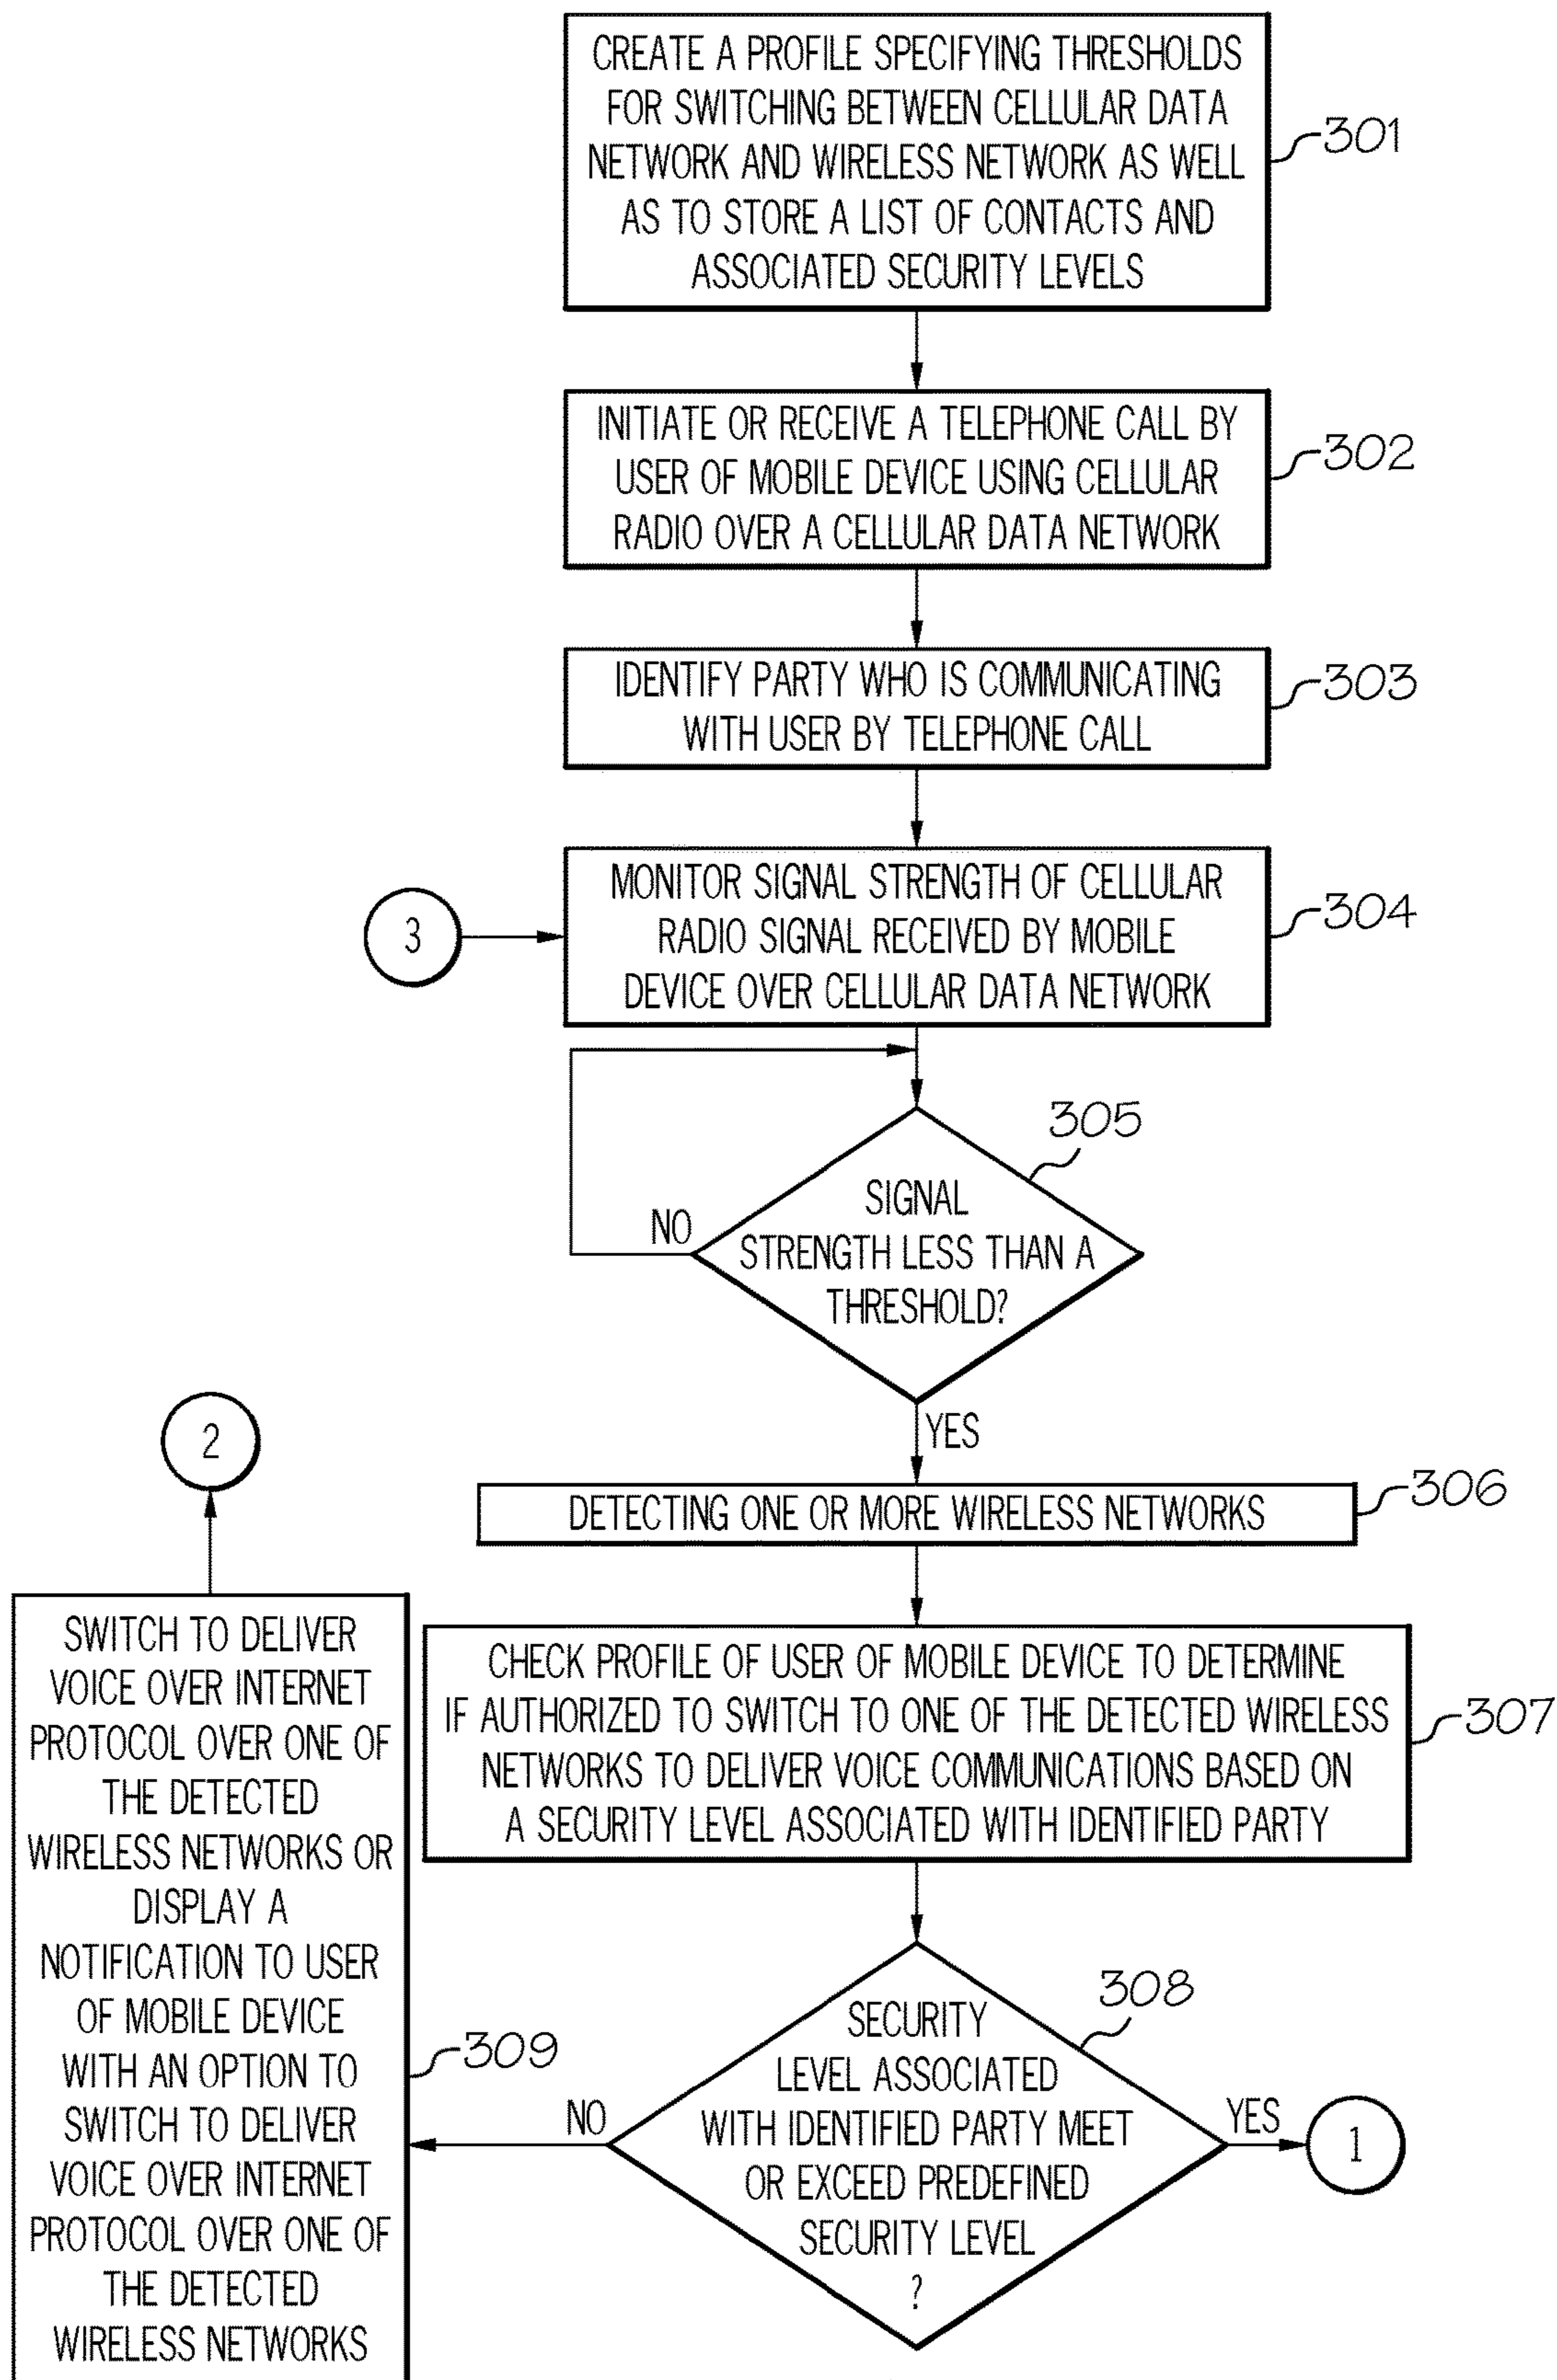 CREATE A PROFILE SPECIFYING THRESHOLDS
FOR SWITCHING BETWEEN CELLULAR DATA
NETWORK AND WIRELESS NETWORK AS WELL
AS TO STORE A LIST OF CONTACTS AND
ASSOCIATED SECURITY LEVELS
301
INITIATE OR RECEIVE A TELEPHONE CALL BY
USER OF MOBILE DEVICE USING CELLULAR
RADIO OVER A CELLULAR DATA NETWORK
302
IDENTIFY PARTY WHO IS COMMUNICATING
WITH USER BY TELEPHONE CALL
303
3
MONITOR SIGNAL STRENGTH OF CELLULAR
RADIO SIGNAL RECEIVED BY MOBILE
DEVICE OVER CELLULAR DATA NETWORK
304
305
SIGNAL
STRENGTH LESS THAN A
THRESHOLD?
NO
YES
2
DETECTING ONE OR MORE WIRELESS NETWORKS
306
CHECK PROFILE OF USER OF MOBILE DEVICE TO DETERMINE
IF AUTHORIZED TO SWITCH TO ONE OF THE DETECTED WIRELESS
NETWORKS TO DELIVER VOICE COMMUNICATIONS BASED ON
A SECURITY LEVEL ASSOCIATED WITH IDENTIFIED PARTY
307
308
SECURITY
LEVEL ASSOCIATED
WITH IDENTIFIED PARTY MEET
OR EXCEED PREDEFINED
SECURITY LEVEL
?
YES
1
NO
SWITCH TO DELIVER
VOICE OVER INTERNET
PROTOCOL OVER ONE OF
THE DETECTED
WIRELESS NETWORKS OR
DISPLAY A
NOTIFICATION TO USER
OF MOBILE DEVICE
WITH AN OPTION TO
SWITCH TO DELIVER
VOICE OVER INTERNET
PROTOCOL OVER ONE OF
THE DETECTED
WIRELESS NETWORKS
309